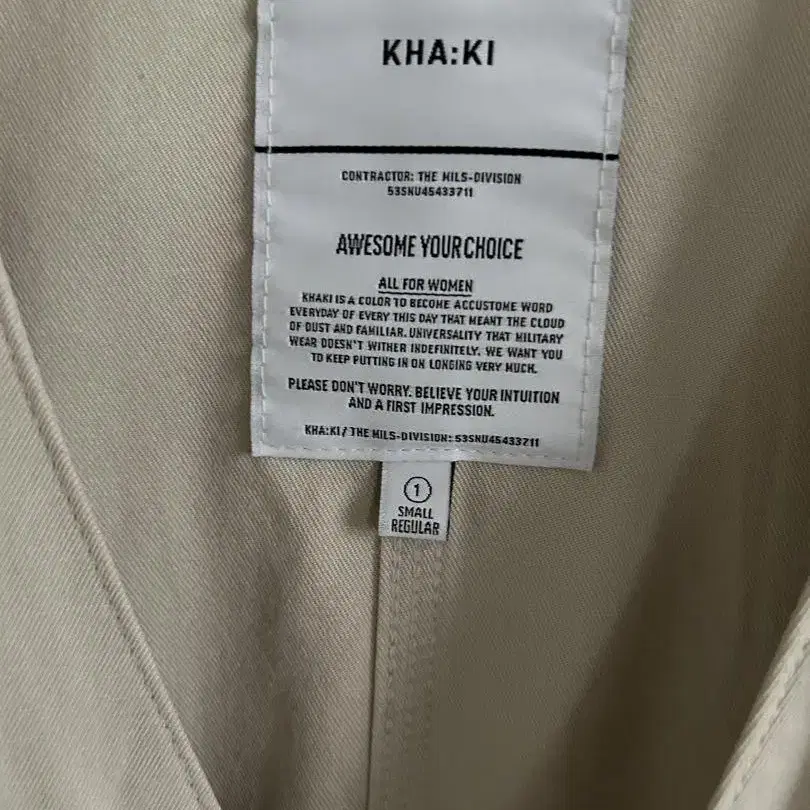 KHA:KI
CONTRACTOR: THE MILS-DIVISION
53SNU45433711
AWESOME YOUR CHOICE
ALL FOR WOMEN
KHAKI IS A COLOR TO BECOME ACCUSTOME WORD
EVERYDAY OF EVERY THIS DAY THAT MEANT THE CLOUD
OF DUST AND FAMILIAR. UNIVERSALITY THAT MILITARY
WEAR DOESN'T WITHER INDEFINITELY. WE WANT YOU
TO KEEP PUTTING IN ON LONGING VERY MUCH.
PLEASE DON'T WORRY. BELIEVE YOUR INTUITION
AND A FIRST IMPRESSION.
KHA:KI / THE MILS-DIVISION: 53SNU45433711
1
SMALL
REGULAR